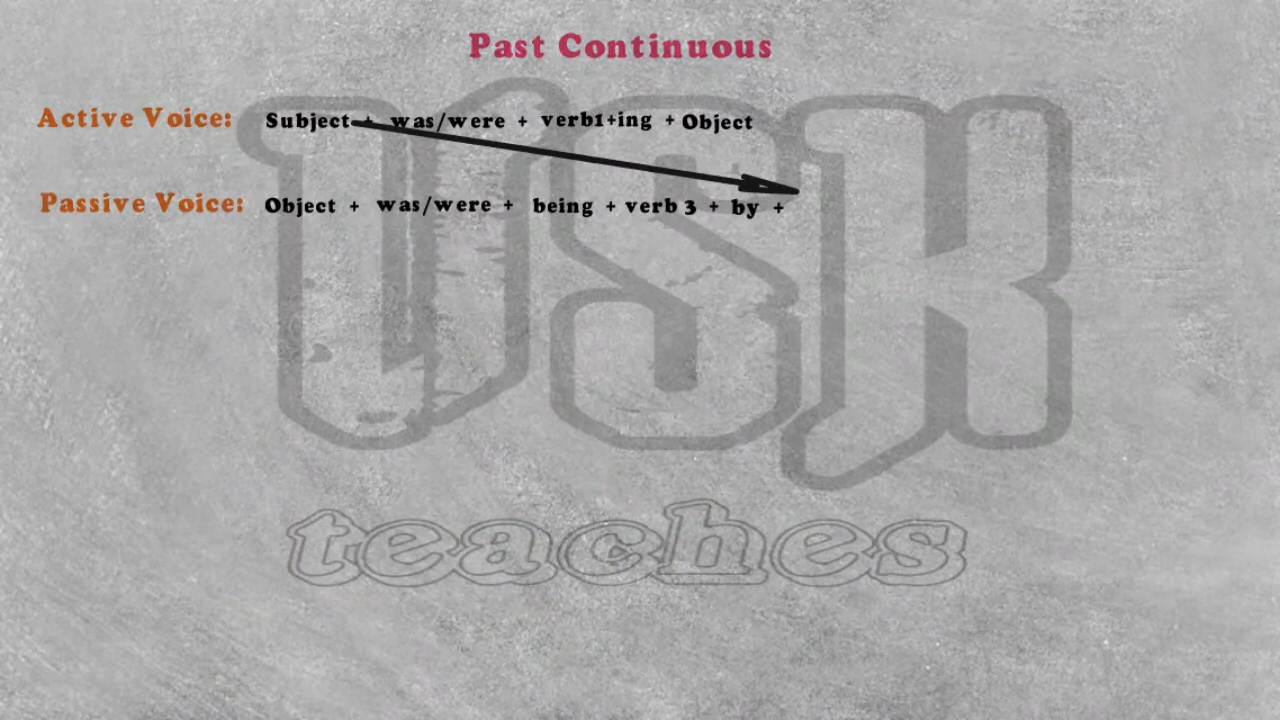 Past Continuous
Active Voice: Subject + was/were + verb1+ing + Object
Passive Voice: Object + was/were + being + verb 3 + by +
VSK
teaches